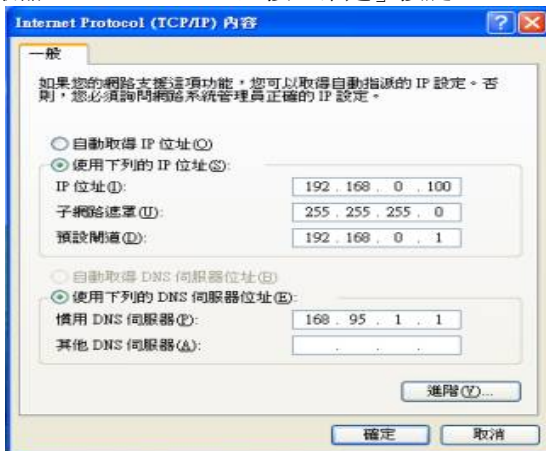 Internet Protocol (TCP/IP) 內容
一般
如果您的網路支援這項功能，您可以取得自動指派的 IP 設定。否
則，您必須詢問網路系統管理員正確的 IP 設定。
自動取得 IP 位址(O)
使用下列的 IP 位址(S):
IP 位址(I): 192 . 168 . 0 . 100
子網路遮罩(U): 255 . 255 . 255 . 0
預設閘道(D): 192 . 168 . 0 . 1
自動取得 DNS 伺服器位址(B)
使用下列的 DNS 伺服器位址(E):
慣用 DNS 伺服器(P): 168 . 95 . 1 . 1
其他 DNS 伺服器(A): . . .
進階(V)...
確定 取消